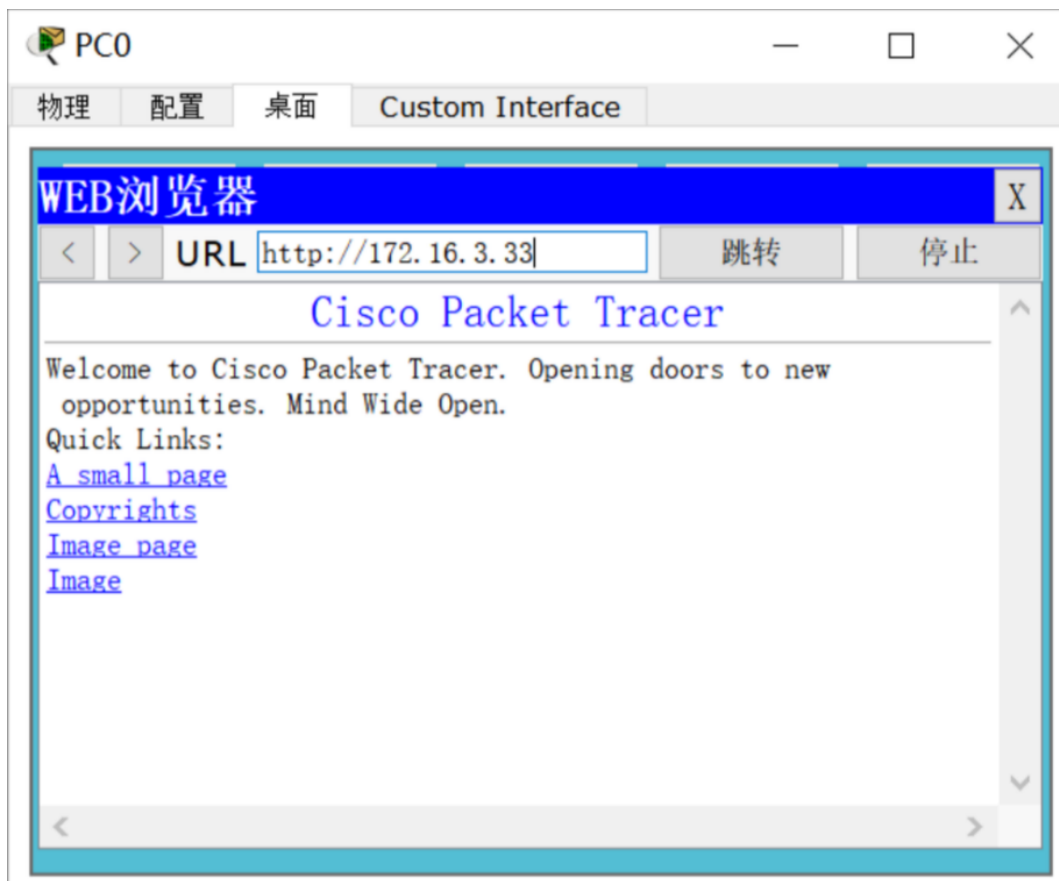 PC0
物理 配置 桌面 Custom Interface
WEB浏览器 X
< > URL http://172.16.3.33 跳转 停止
Cisco Packet Tracer
Welcome to Cisco Packet Tracer. Opening doors to new
opportunities. Mind Wide Open.
Quick Links:
A small page
Copyrights
Image page
Image